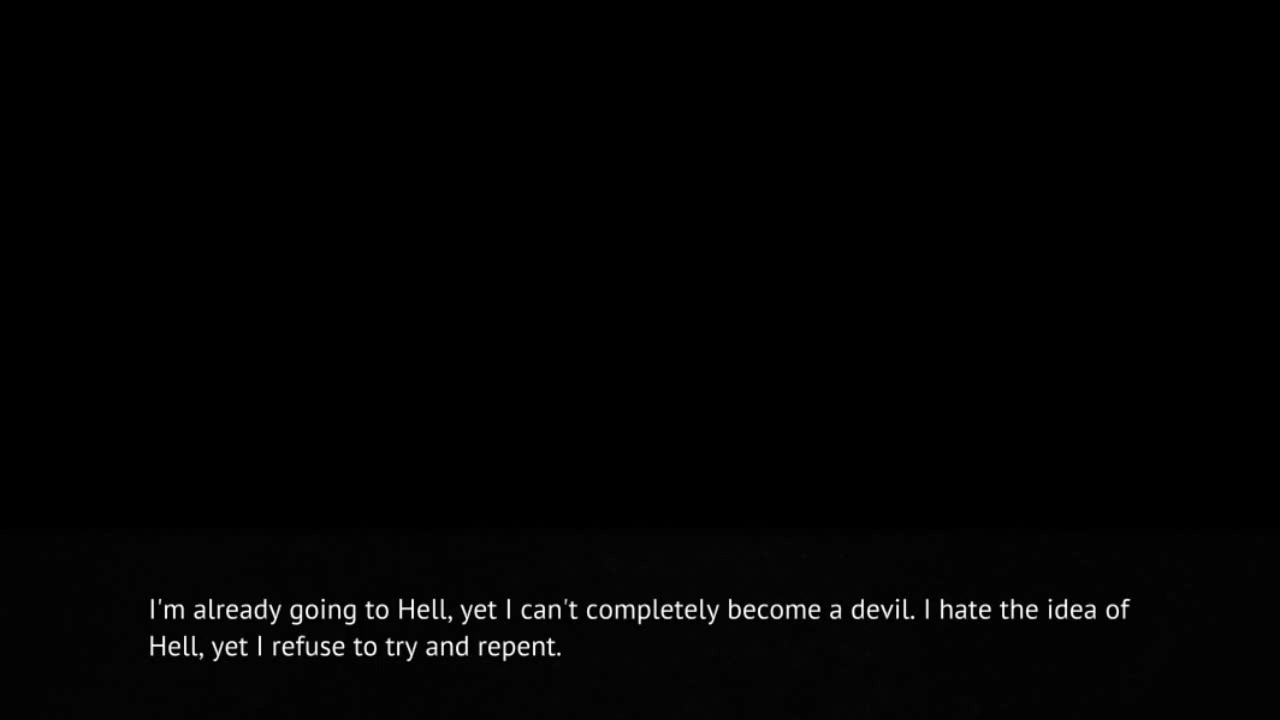 I'm already going to Hell, yet I can't completely become a devil. I hate the idea of
Hell, yet I refuse to try and repent.